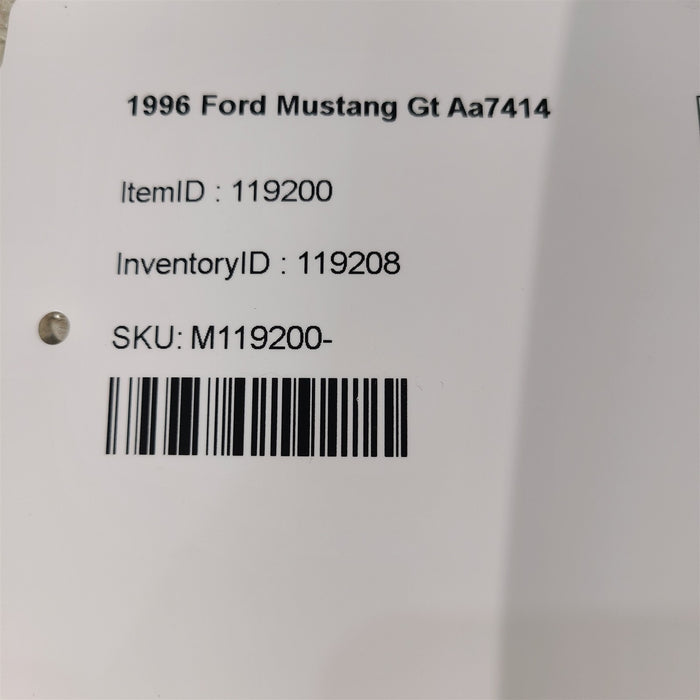 1996 Ford Mustang Gt Aa7414
ItemID : 119200
InventoryID : 119208
SKU: M119200-